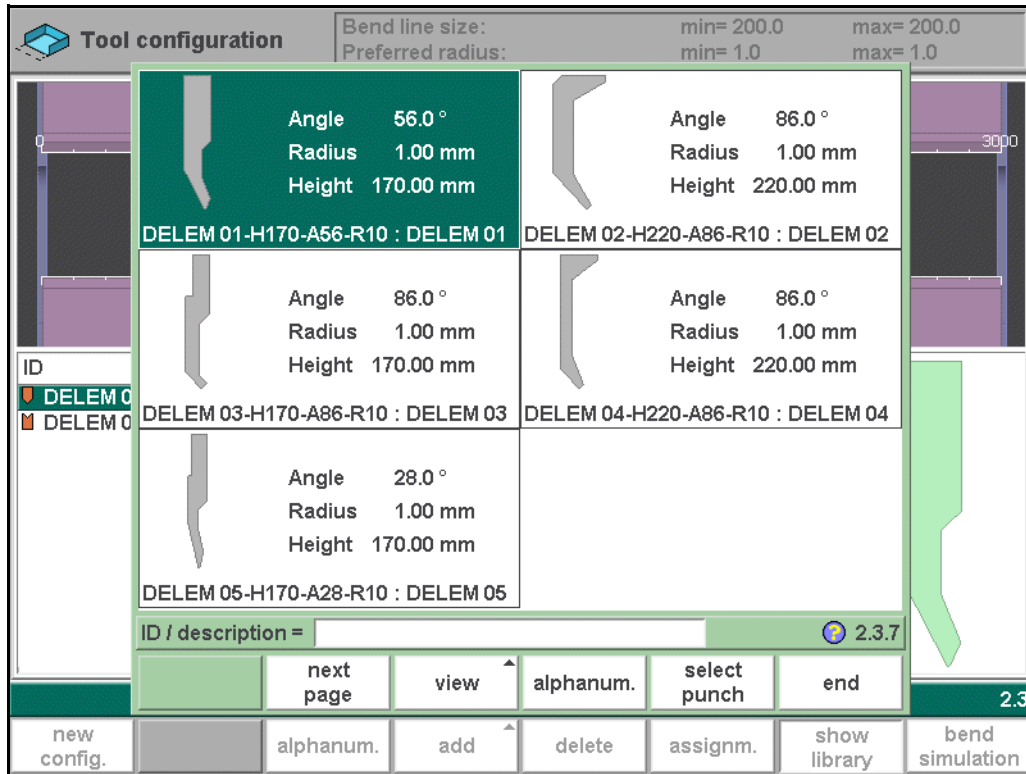 Tool configuration
Bend line size: min= 200.0 max= 200.0
Preferred radius: min= 1.0 max= 1.0
0
3000
Angle 56.0 °
Radius 1.00 mm
Height 170.00 mm
DELEM 01-H170-A56-R10 : DELEM 01
Angle 86.0 °
Radius 1.00 mm
Height 220.00 mm
DELEM 02-H220-A86-R10 : DELEM 02
Angle 86.0 °
Radius 1.00 mm
Height 170.00 mm
DELEM 03-H170-A86-R10 : DELEM 03
Angle 86.0 °
Radius 1.00 mm
Height 220.00 mm
DELEM 04-H220-A86-R10 : DELEM 04
Angle 28.0 °
Radius 1.00 mm
Height 170.00 mm
DELEM 05-H170-A28-R10 : DELEM 05
ID
DELEM 0
DELEM 0
ID / description =
? 2.3.7
next page
view
alphanum.
select punch
end
2.3
new config.
alphanum.
add
delete
assignm.
show library
bend simulation